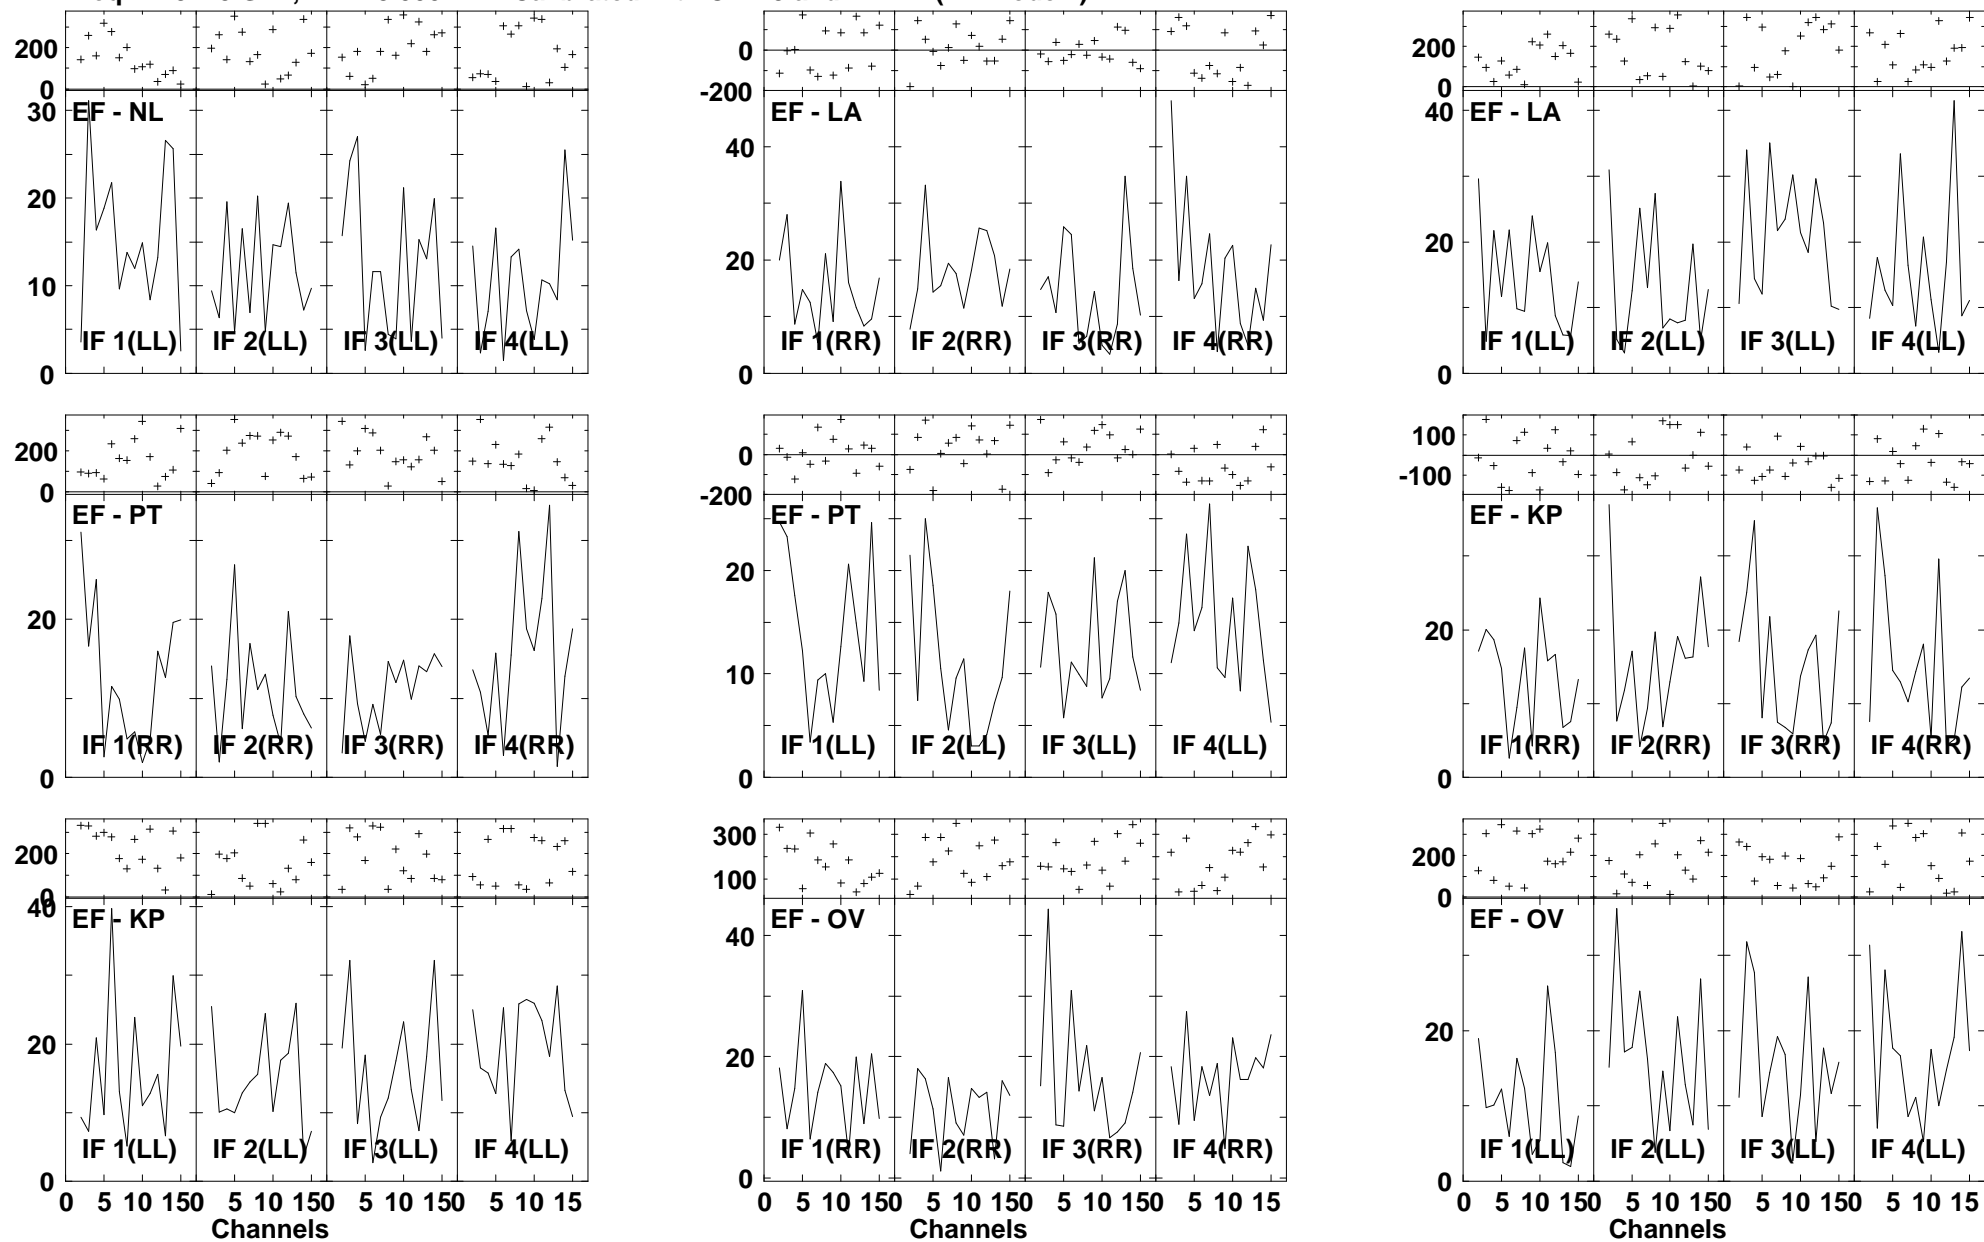 200 0 -200 200
0 0
30 EF - NL 40 EF - LA 40 EF - LA
20 20 20
10
IF 1(LL) IF 2(LL) IF 3(LL) IF 4(LL) IF 1(RR) IF 2(RR) IF 3(RR) IF 4(RR) IF 1(LL) IF 2(LL) IF 3(LL) IF 4(LL)
0 0 0
200 0 100
0 -200 -100
EF - PT EF - PT EF - KP
20 20 20
10
IF 1(RR) IF 2(RR) IF 3(RR) IF 4(RR) IF 1(LL) IF 2(LL) IF 3(LL) IF 4(LL) IF 1(RR) IF 2(RR) IF 3(RR) IF 4(RR)
0 0 0
200 300 200
0 100 0
40 EF - KP 40 EF - OV EF - OV
20 20 20
IF 1(LL) IF 2(LL) IF 3(LL) IF 4(LL) IF 1(RR) IF 2(RR) IF 3(RR) IF 4(RR) IF 1(LL) IF 2(LL) IF 3(LL) IF 4(LL)
0 0 0
0 5 10 150 5 10 150 5 10 150 5 10 15 0 5 10 150 5 10 150 5 10 150 5 10 15 0 5 10 150 5 10 150 5 10 150 5 10 15
Channels Channels Channels